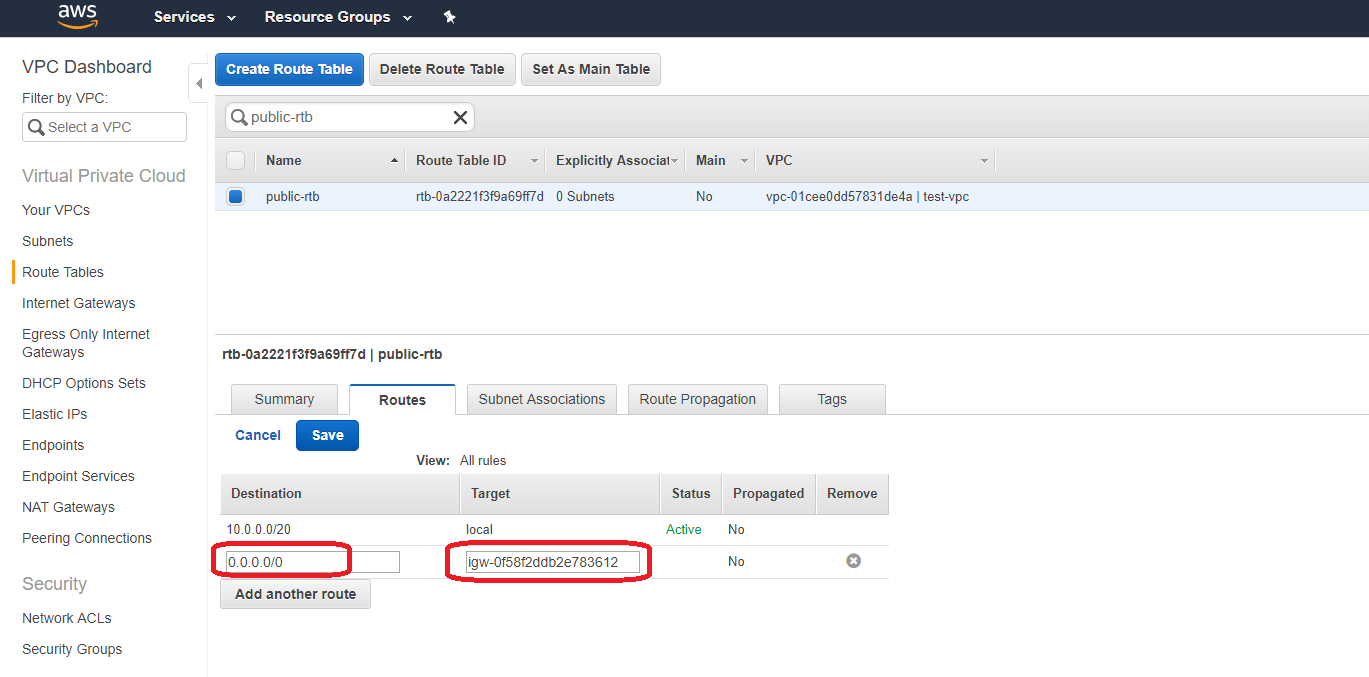 aws Services Resource Groups
VPC Dashboard
Filter by VPC:
Select a VPC
Virtual Private Cloud
Your VPCs
Subnets
Route Tables
Internet Gateways
Egress Only Internet
Gateways
DHCP Options Sets
Elastic IPs
Endpoints
Endpoint Services
NAT Gateways
Peering Connections
Security
Network ACLs
Security Groups
Create Route Table Delete Route Table Set As Main Table
public-rtb
Name Route Table ID Explicitly Associat Main VPC
public-rtb rtb-0a2221f3f9a69ff7d 0 Subnets No vpc-01cee0dd57831de4a | test-vpc
rtb-0a2221f3f9a69ff7d | public-rtb
Summary Routes Subnet Associations Route Propagation Tags
Cancel Save
View: All rules
Destination Target Status Propagated Remove
10.0.0.0/20 local Active No
0.0.0.0/0 igw-0f58f2ddb2e783612 No
Add another route